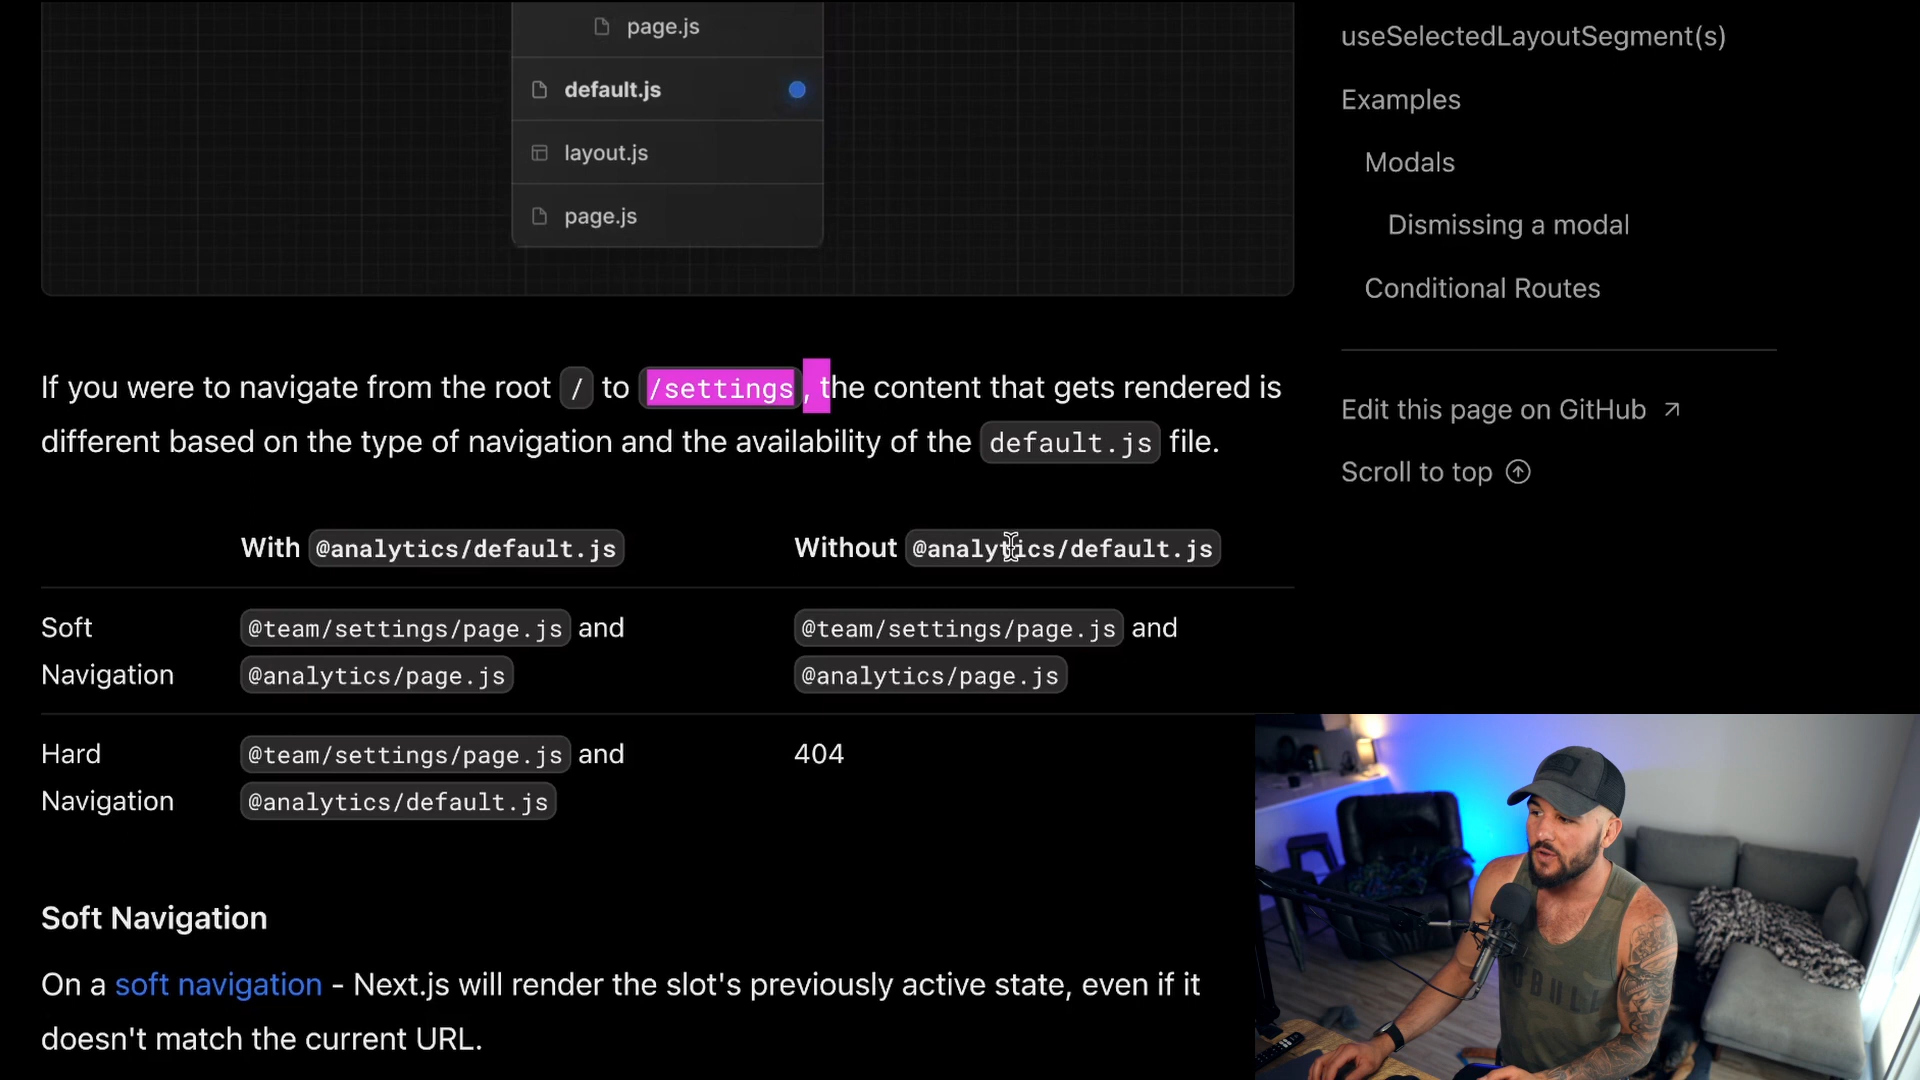 page.js
default.js
layout.js
page.js
If you were to navigate from the root / to /settings, the content that gets rendered is
different based on the type of navigation and the availability of the default.js file.
With @analytics/default.js Without @analytics/default.js
Soft Navigation @team/settings/page.js and @analytics/page.js @team/settings/page.js and @analytics/page.js
Hard Navigation @team/settings/page.js and @analytics/default.js 404
Soft Navigation
On a soft navigation - Next.js will render the slot's previously active state, even if it
doesn't match the current URL.
useSelectedLayoutSegment(s)
Examples
Modals
Dismissing a modal
Conditional Routes
Edit this page on GitHub
Scroll to top